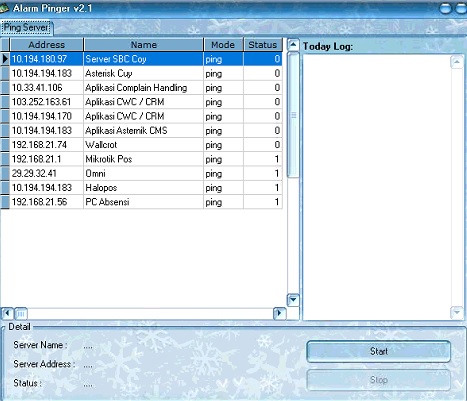 Alarm Pinger v2.1
Ping Server
Address Name Mode Status
10.194.180.97 Server SBC Coy ping 0
10.194.194.183 Asterisk Cuy ping 0
10.33.41.106 Aplikasi Complain Handling ping 0
103.252.163.61 Aplikasi CWC / CRM ping 0
10.194.194.170 Aplikasi CWC / CRM ping 0
10.194.194.183 Aplikasi Asternik CMS ping 0
192.168.21.74 Wallcrot ping 0
192.168.21.1 Mikrotik Pos ping 1
29.29.32.41 Omni ping 1
10.194.194.183 Halopos ping 1
192.168.21.56 PC Absensi ping 1
Today Log:
Detail
Server Name : ....
Server Address : ....
Status : ....
Start
Stop